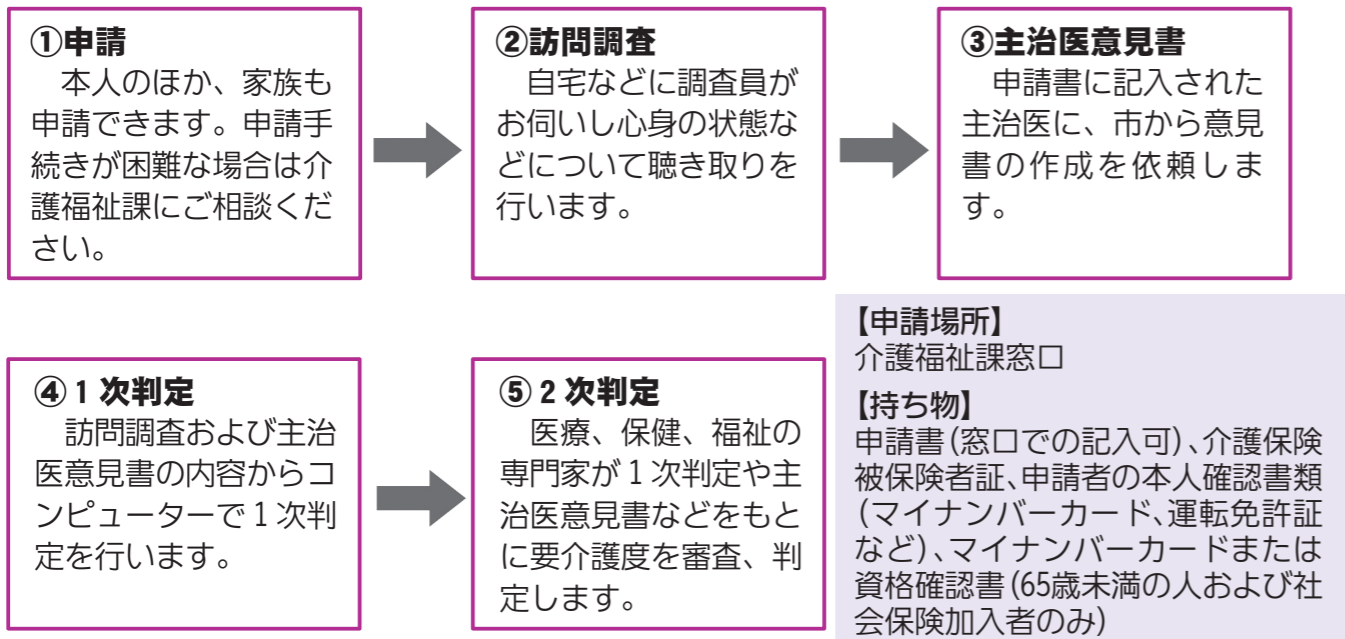 ①申請
本人のほか、家族も
申請できます。申請手
続きが困難な場合は介
護福祉課にご相談くだ
さい。
②訪問調査
自宅などに調査員が
お伺いし心身の状態な
どについて聴き取りを
行います。
③主治医意見書
申請書に記入された
主治医に、市から意見
書の作成を依頼しま
す。
④1次判定
訪問調査および主治
医意見書の内容からコ
ンピューターで1次判
定を行います。
⑤2次判定
医療、保健、福祉の
専門家が1次判定や主
治医意見書などをもと
に要介護度を審査、判
定します。
【申請場所】
介護福祉課窓口
【持ち物】
申請書(窓口での記入可)、介護保険
被保険者証、申請者の本人確認書類
(マイナンバーカード、運転免許証
など)、マイナンバーカードまたは
資格確認書(65歳未満の人および社
会保険加入者のみ)